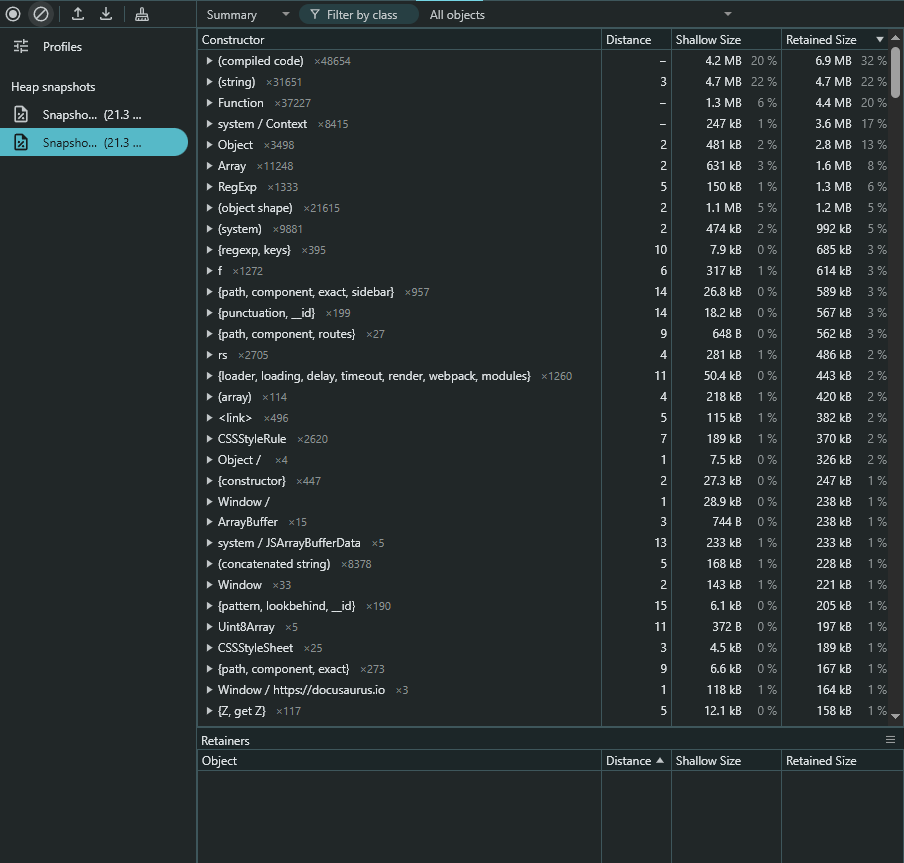 Summary Filter by class All objects
Profiles
Heap snapshots
Snapsho... (21.3 ...
Snapsho... (21.3 ...
Constructor Distance Shallow Size Retained Size
(compiled code) ×48654 – 4.2 MB 20 % 6.9 MB 32 %
(string) ×31651 3 4.7 MB 22 % 4.7 MB 22 %
Function ×37227 – 1.3 MB 6 % 4.4 MB 20 %
system / Context ×8415 – 247 kB 1 % 3.6 MB 17 %
Object ×3498 2 481 kB 2 % 2.8 MB 13 %
Array ×11248 2 631 kB 3 % 1.6 MB 8 %
RegExp ×1333 5 150 kB 1 % 1.3 MB 6 %
(object shape) ×21615 2 1.1 MB 5 % 1.2 MB 5 %
(system) ×9881 2 474 kB 2 % 992 kB 5 %
{regexp, keys} ×395 10 7.9 kB 0 % 685 kB 3 %
f ×1272 6 317 kB 1 % 614 kB 3 %
{path, component, exact, sidebar} ×957 14 26.8 kB 0 % 589 kB 3 %
{punctuation, __id} ×199 14 18.2 kB 0 % 567 kB 3 %
{path, component, routes} ×27 9 648 B 0 % 562 kB 3 %
rs ×2705 4 281 kB 1 % 486 kB 2 %
{loader, loading, delay, timeout, render, webpack, modules} ×1260 11 50.4 kB 0 % 443 kB 2 %
(array) ×114 4 218 kB 1 % 420 kB 2 %
<link> ×496 5 115 kB 1 % 382 kB 2 %
CSSStyleRule ×2620 7 189 kB 1 % 370 kB 2 %
Object / ×4 1 7.5 kB 0 % 326 kB 2 %
{constructor} ×447 2 27.3 kB 0 % 247 kB 1 %
Window / 1 28.9 kB 0 % 238 kB 1 %
ArrayBuffer ×15 3 744 B 0 % 238 kB 1 %
system / JSArrayBufferData ×5 13 233 kB 1 % 233 kB 1 %
(concatenated string) ×8378 5 168 kB 1 % 228 kB 1 %
Window ×33 2 143 kB 1 % 221 kB 1 %
{pattern, lookbehind, __id} ×190 15 6.1 kB 0 % 205 kB 1 %
Uint8Array ×5 11 372 B 0 % 197 kB 1 %
CSSStyleSheet ×25 3 4.5 kB 0 % 189 kB 1 %
{path, component, exact} ×273 9 6.6 kB 0 % 167 kB 1 %
Window / https://docusaurus.io ×3 1 118 kB 1 % 164 kB 1 %
{Z, get Z} ×117 5 12.1 kB 0 % 158 kB 1 %
Retainers
Object Distance Shallow Size Retained Size